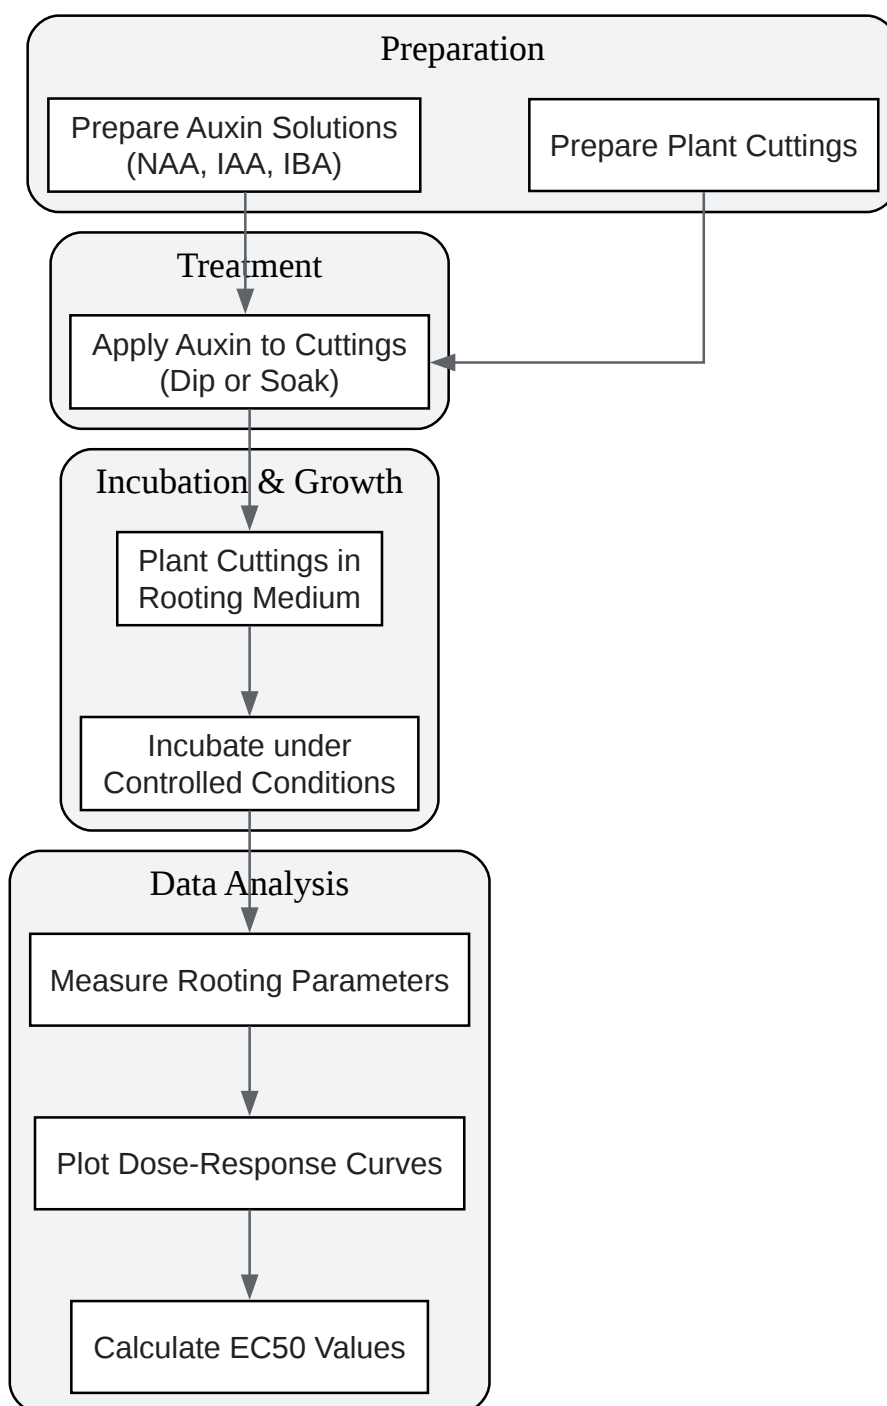 Preparation
Prepare Auxin Solutions
(NAA, IAA, IBA)
Prepare Plant Cuttings
Treatment
Apply Auxin to Cuttings
(Dip or Soak)
Incubation & Growth
Plant Cuttings in
Rooting Medium
Incubate under
Controlled Conditions
Data Analysis
Measure Rooting Parameters
Plot Dose-Response Curves
Calculate EC50 Values